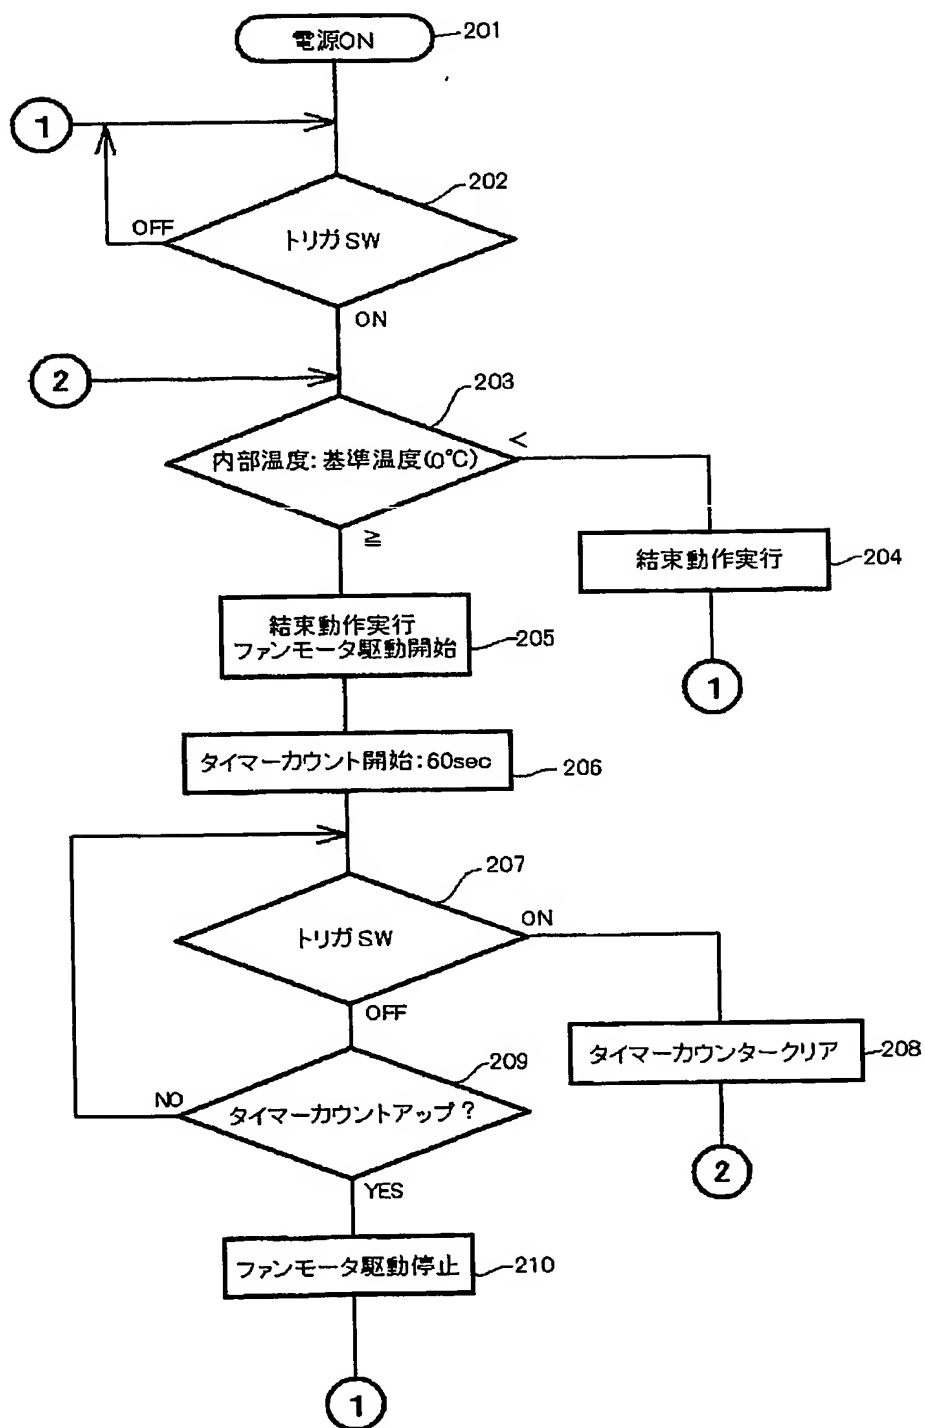 電源ON
201
1
202
OFF
トリガSW
ON
2
203
<
内部温度:基準温度(0℃)
≧
結束動作実行
204
結束動作実行
ファンモータ駆動開始
205
1
タイマーカウント開始:60sec
206
207
ON
トリガSW
OFF
タイマーカウンタークリア
208
209
NO
タイマーカウントアップ?
2
YES
ファンモータ駆動停止
210
1